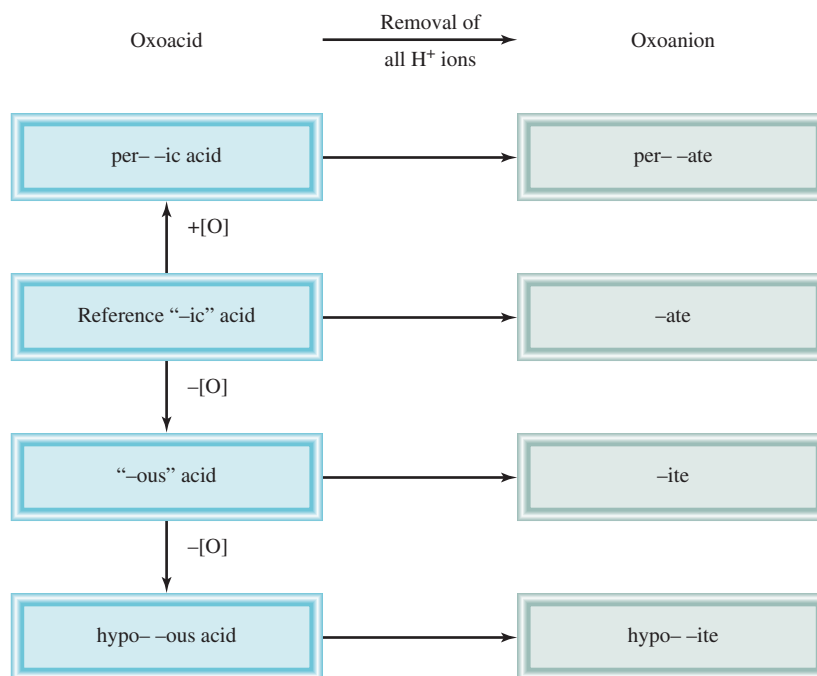 Oxoacid
Removal of
all H⁺ ions
Oxoanion
per– –ic acid
per– –ate
+[O]
Reference “–ic” acid
–ate
–[O]
“–ous” acid
–ite
–[O]
hypo– –ous acid
hypo– –ite